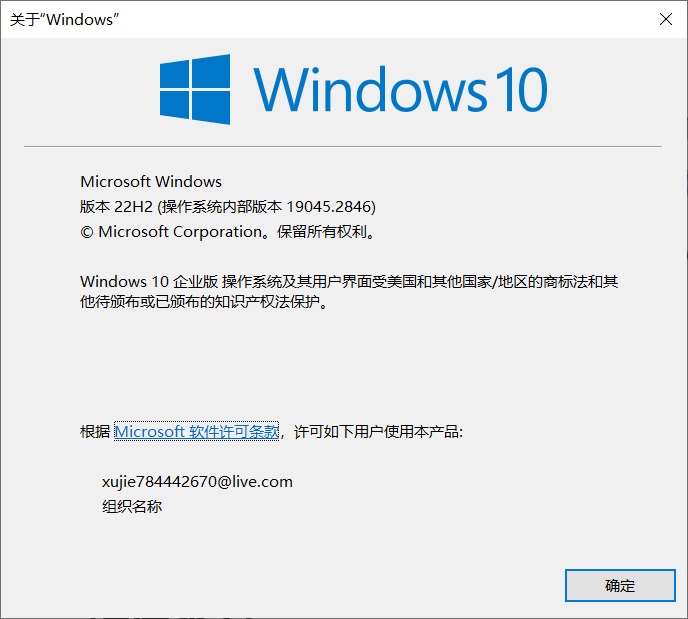 关于“Windows”
Windows 10
Microsoft Windows
版本 22H2 (操作系统内部版本 19045.2846)
© Microsoft Corporation。保留所有权利。
Windows 10 企业版 操作系统及其用户界面受美国和其他国家/地区的商标法和其
他待颁布或已颁布的知识产权法保护。
根据 Microsoft 软件许可条款，许可如下用户使用本产品:
xujie784442670@live.com
组织名称
确定